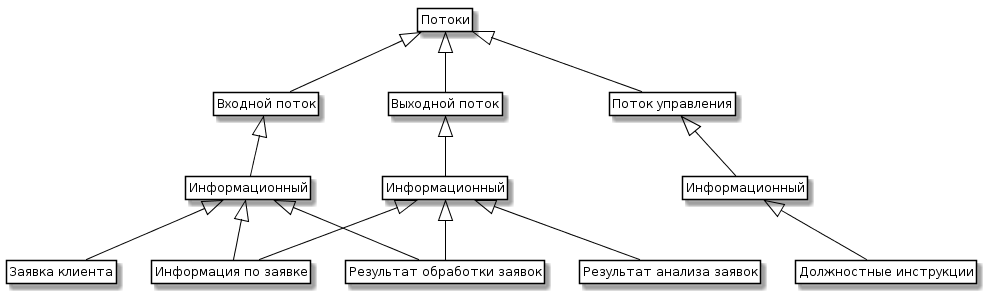 Потоки
Входной поток
Выходной поток
Поток управления
Информационный
Информационный
Информационный
Заявка клиента
Информация по заявке
Результат обработки заявок
Результат анализа заявок
Должностные инструкции